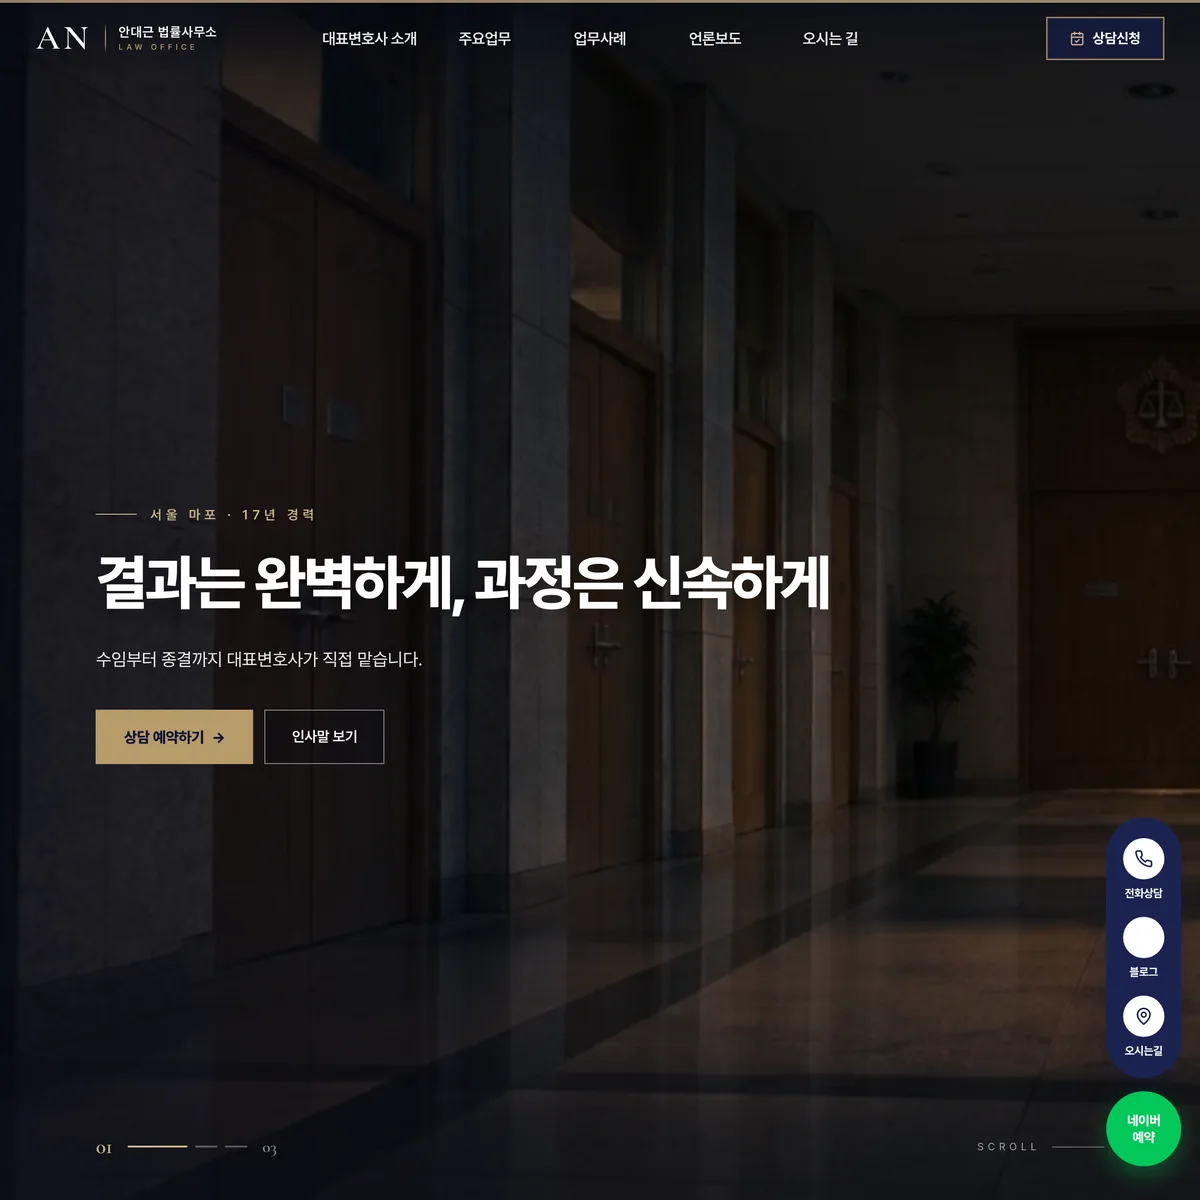 AN
안대근 법률사무소
LAW OFFICE
대표변호사 소개
주요업무
업무사례
언론보도
오시는 길
상담신청
서울 마포 · 17년 경력
결과는 완벽하게, 과정은 신속하게
수임부터 종결까지 대표변호사가 직접 맡습니다.
상담 예약하기 →
인사말 보기
전화상담
블로그
오시는길
네이버
예약
01
03
SCROLL